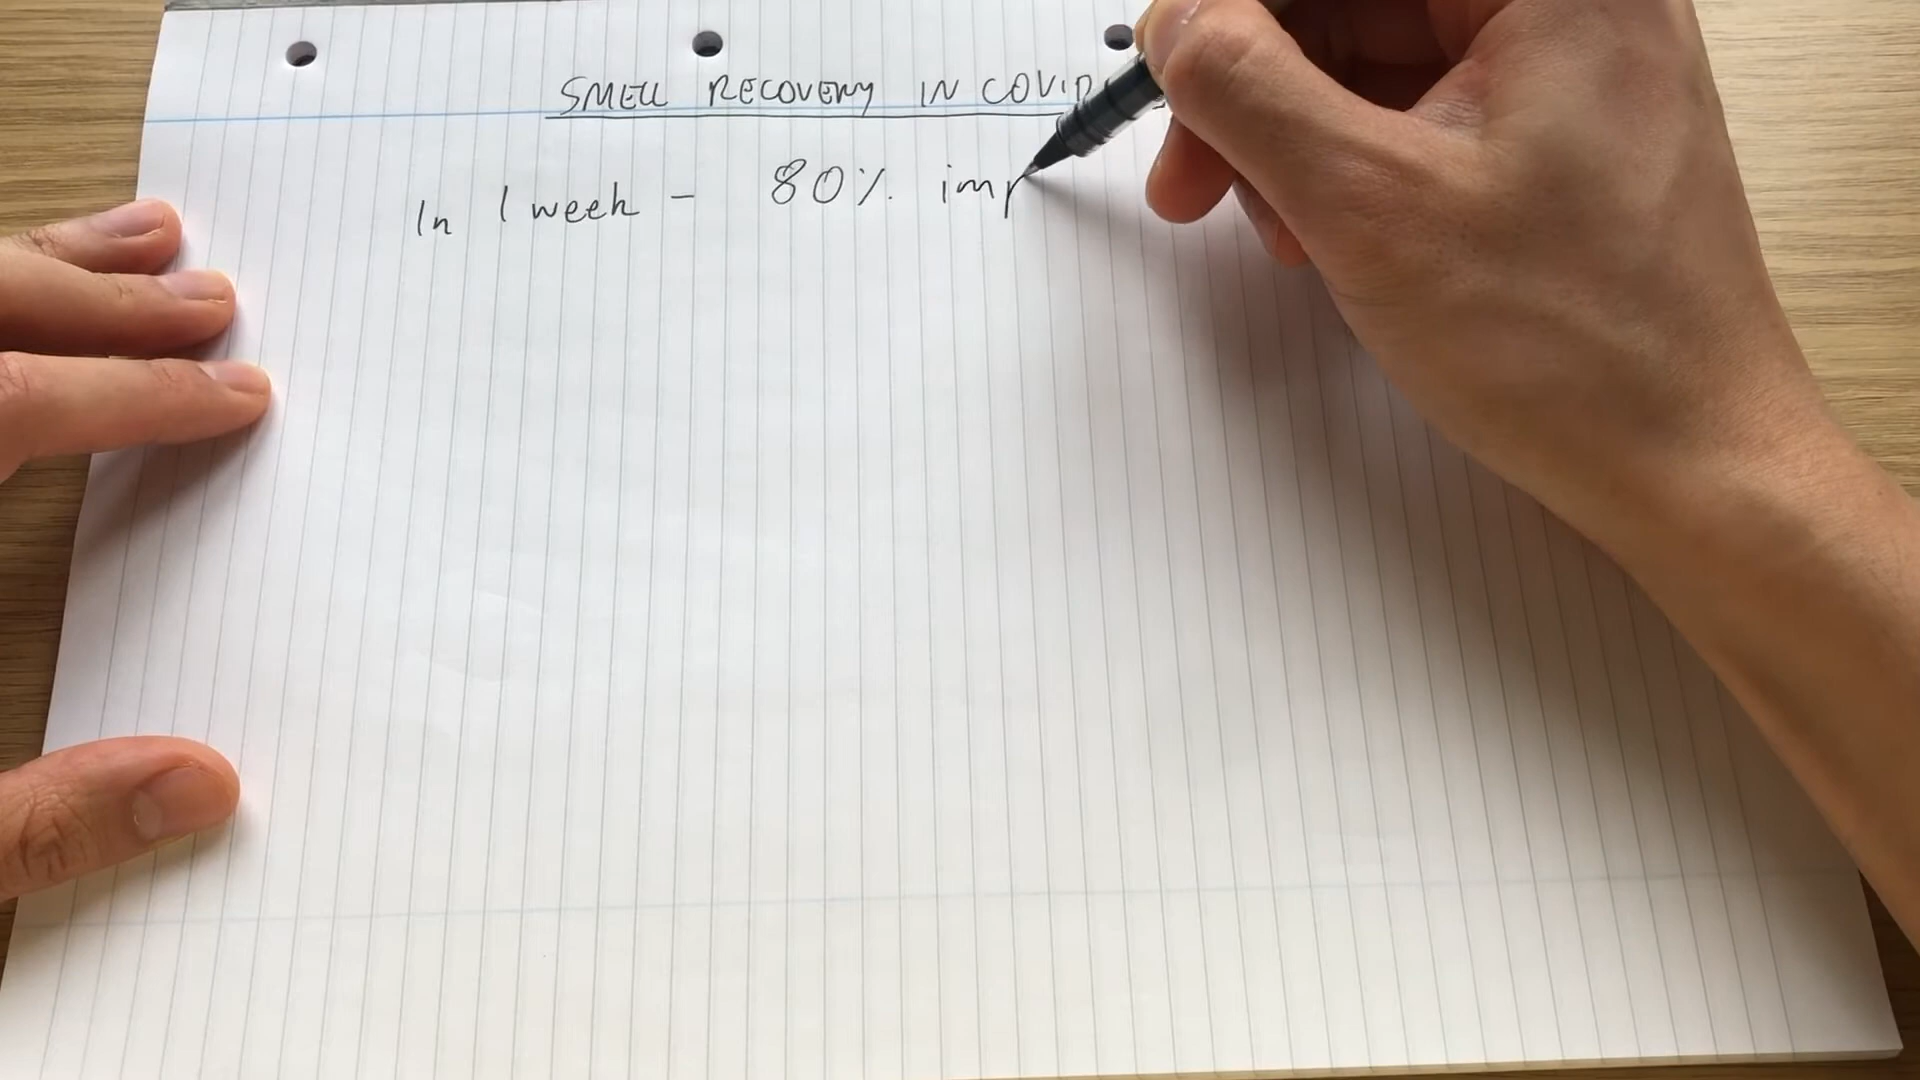 SMELL RECOVERY IN COVID
In 1 week - 80% imp